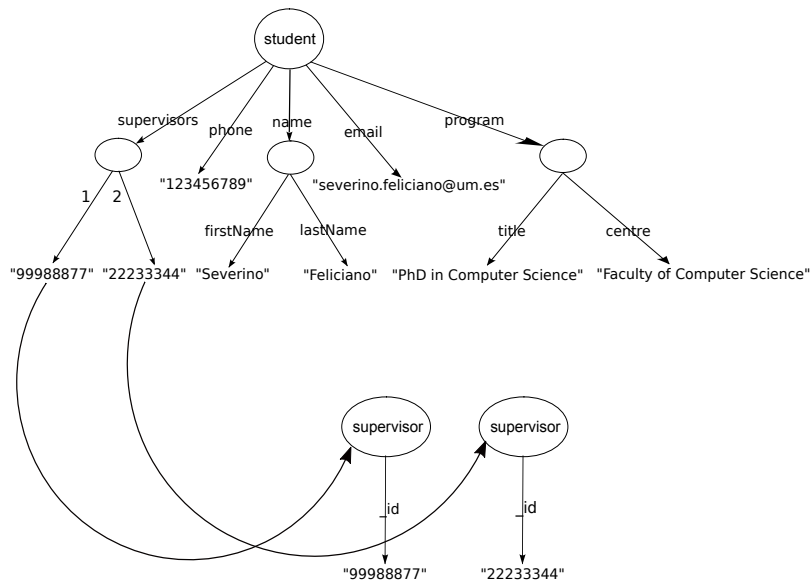 student
supervisors
phone
name
email
program
"123456789"
"severino.feliciano@um.es"
1
2
firstName
lastName
title
centre
"99988877"
"22233344"
"Severino"
"Feliciano"
"PhD in Computer Science"
"Faculty of Computer Science"
supervisor
supervisor
_id
_id
"99988877"
"22233344"